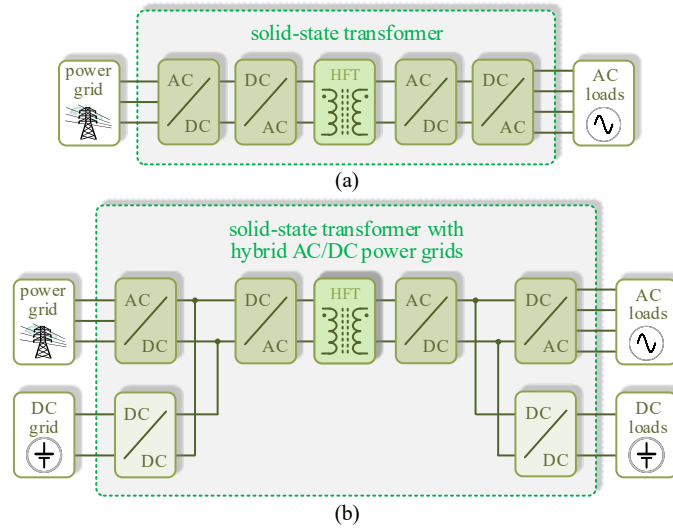 solid-state transformer
power
grid
AC
DC
DC
AC
HFT
AC
DC
DC
AC
AC
loads
(a)
solid-state transformer with
hybrid AC/DC power grids
power
grid
AC
DC
DC
AC
HFT
AC
DC
DC
AC
AC
loads
DC
grid
DC
DC
DC
DC
DC
loads
(b)